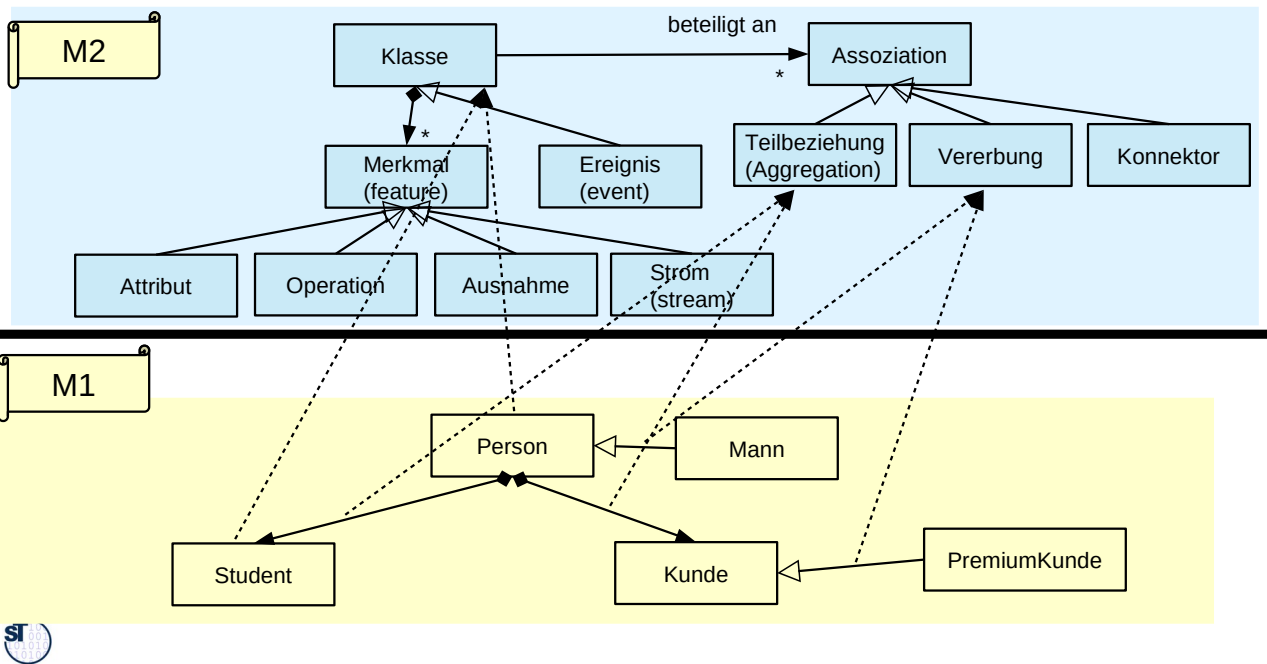 M2
beteiligt an
Klasse
Assoziation
*
*
Merkmal
(feature)
Ereignis
(event)
Teilbeziehung
(Aggregation)
Vererbung
Konnektor
Attribut
Operation
Ausnahme
Strom
(stream)
M1
Person
Mann
Student
Kunde
PremiumKunde
ST